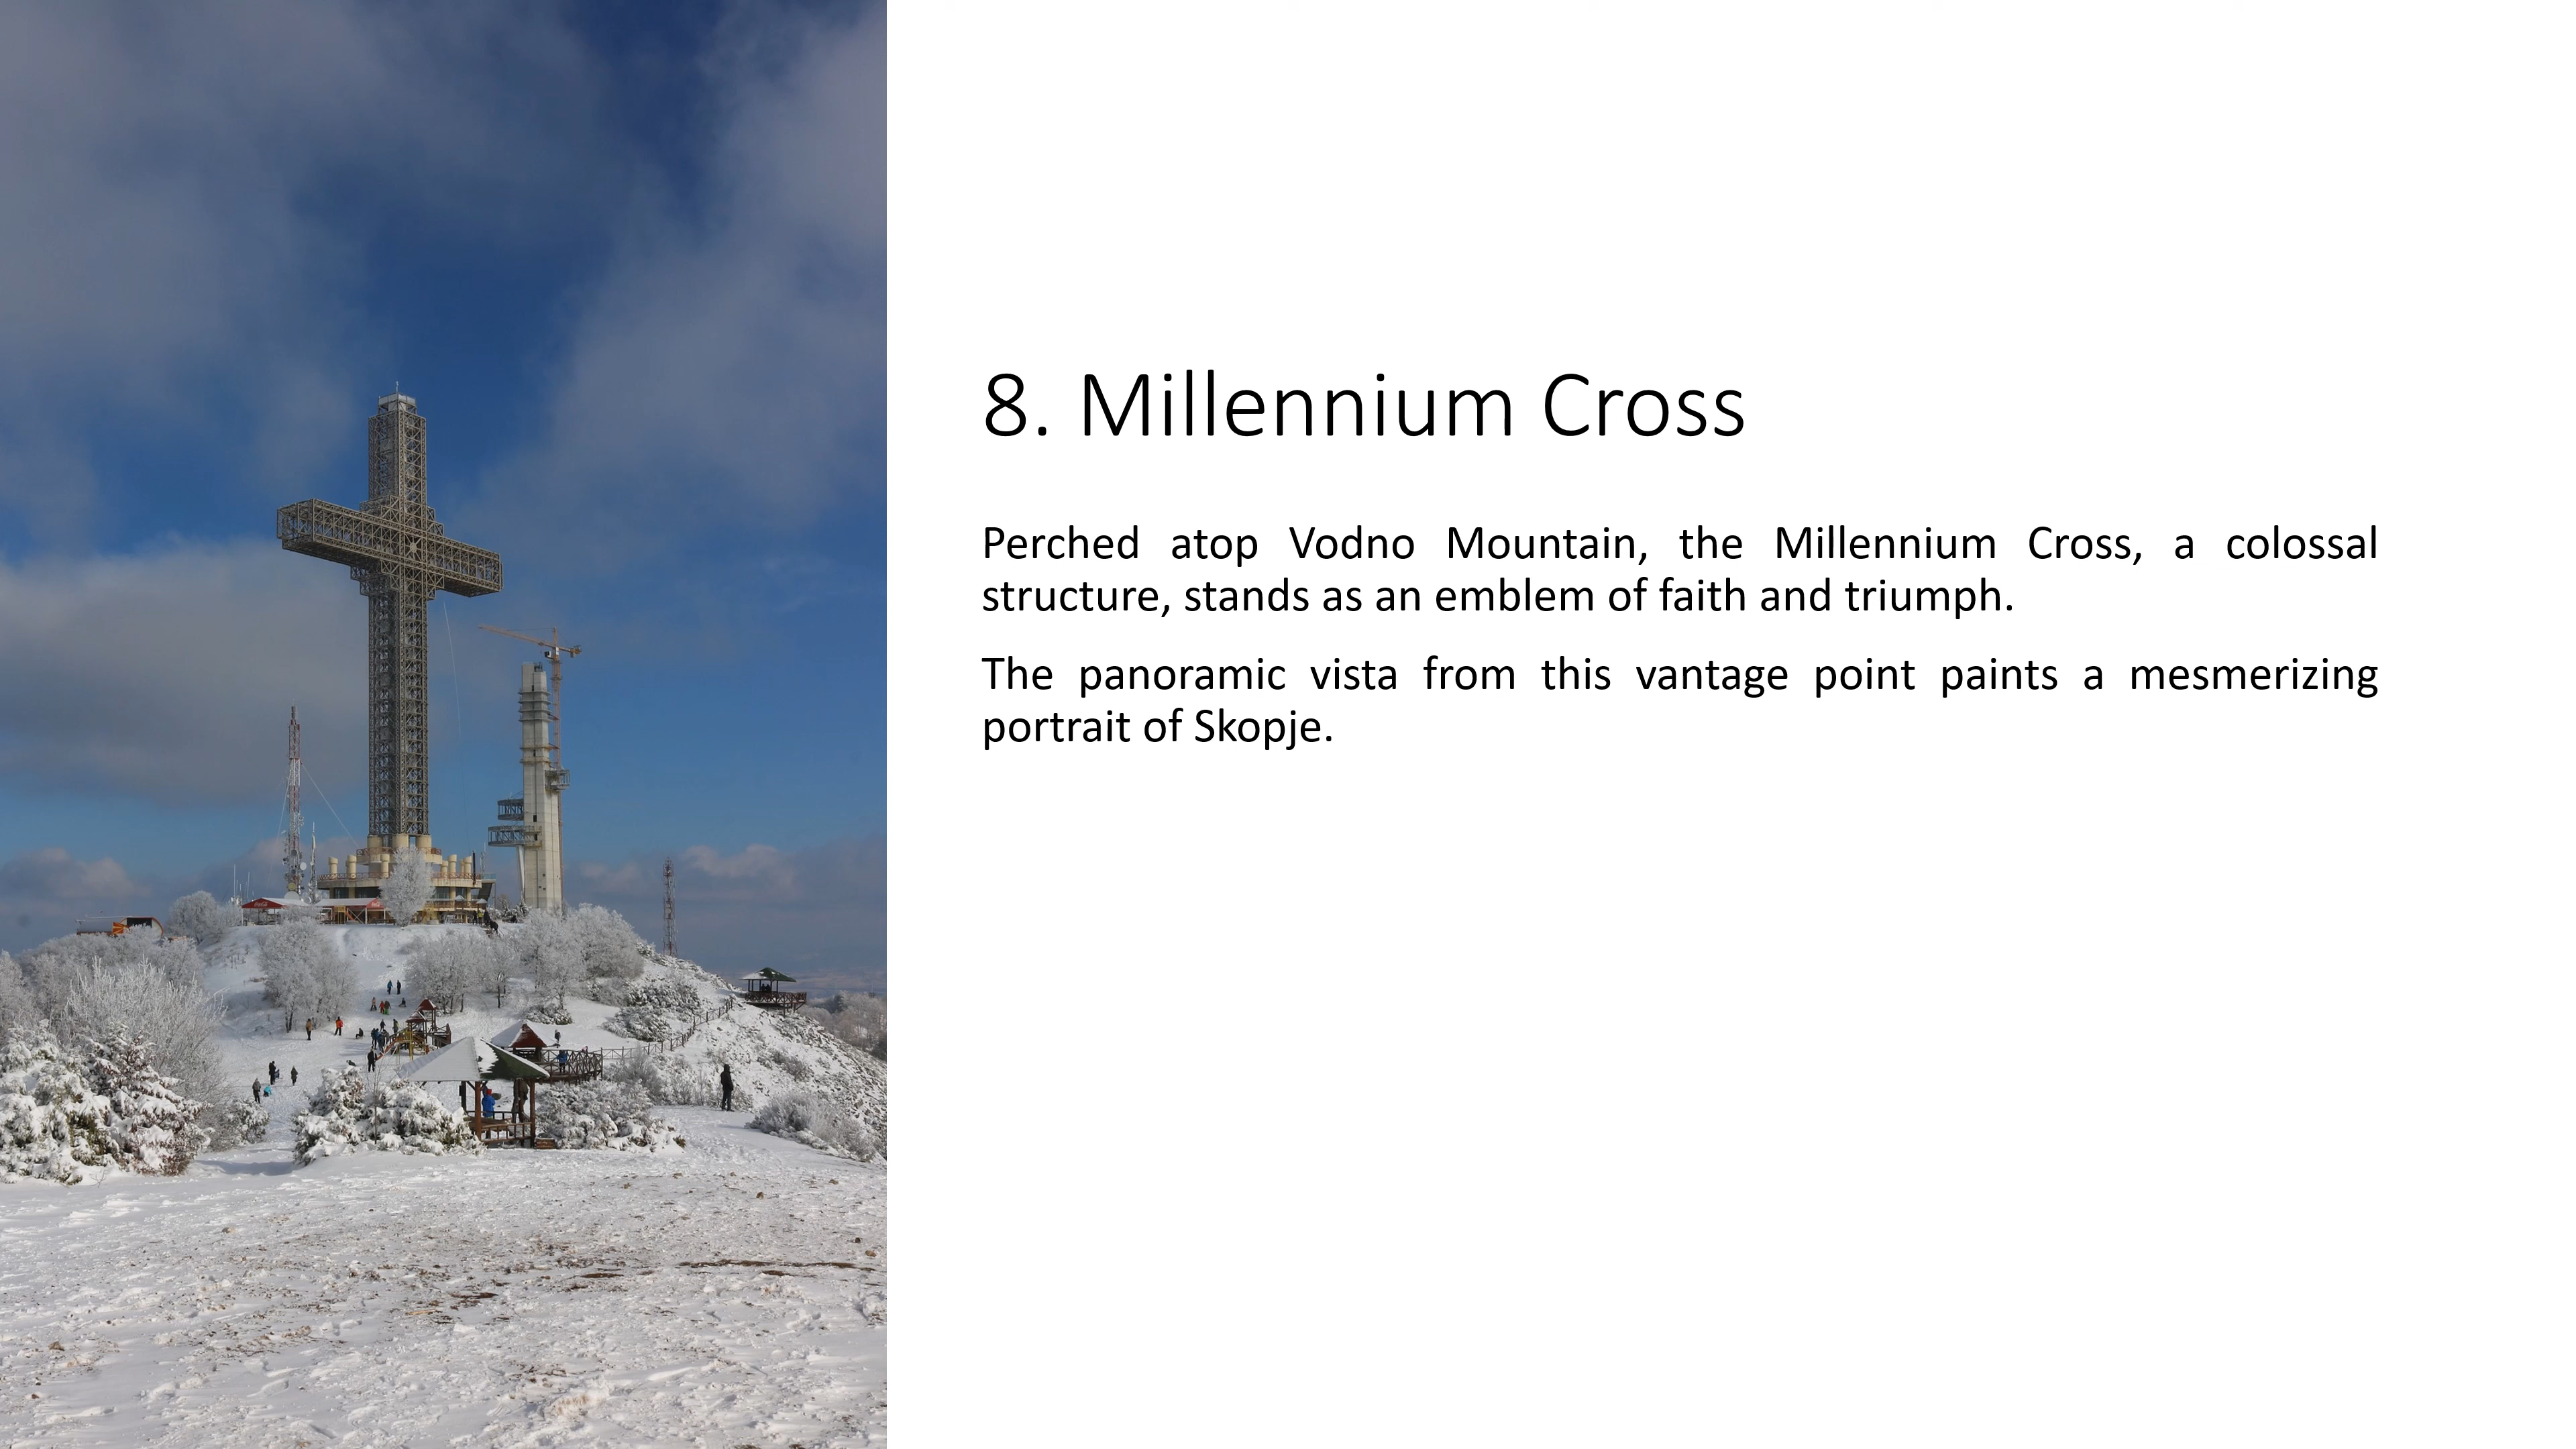 8. Millennium Cross
Perched atop Vodno Mountain, the Millennium Cross, a colossal
structure, stands as an emblem of faith and triumph.
The panoramic vista from this vantage point paints a mesmerizing
portrait of Skopje.